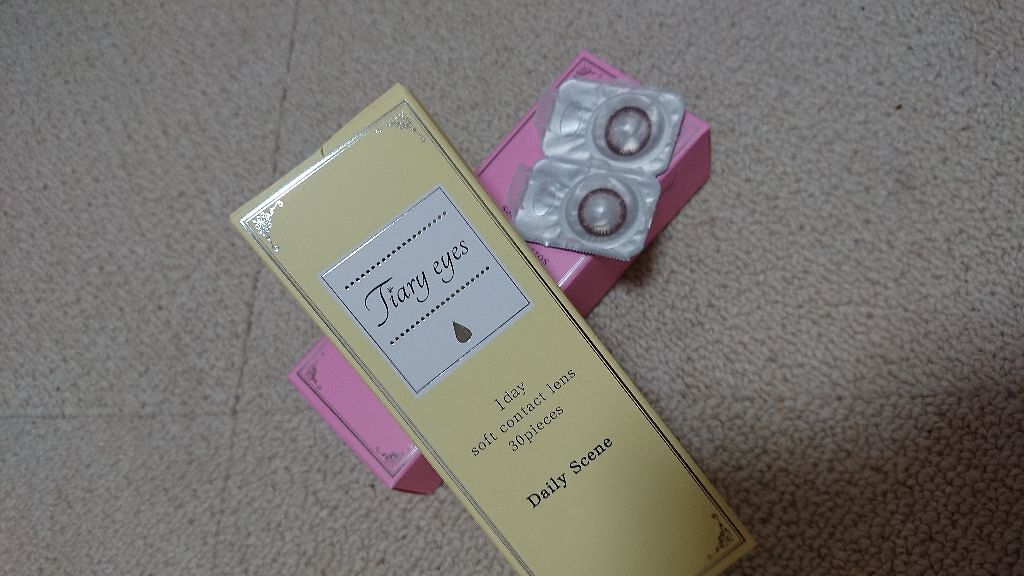 Tiary eyes
1day
soft contact lens
30pieces
Daily Scene